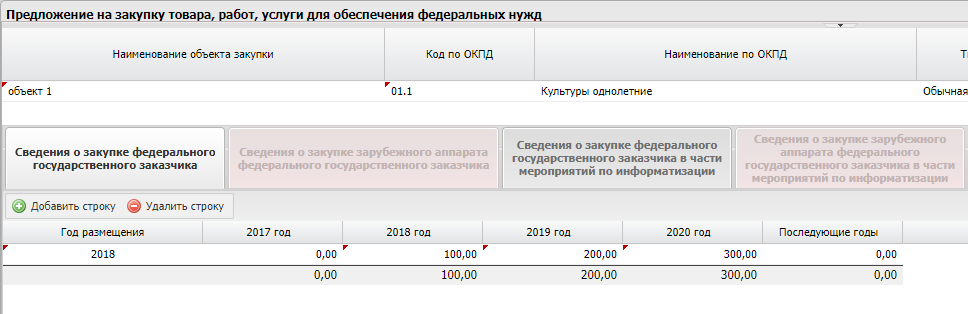 Предложение на закупку товара, работ, услуги для обеспечения федеральных нужд
Наименование объекта закупки Код по ОКПД Наименование по ОКПД
объект 1 01.1 Культуры однолетние Обычная
Сведения о закупке федерального
государственного заказчика
Сведения о закупке зарубежного аппарата
федерального государственного заказчика
Сведения о закупке федерального
государственного заказчика в части
мероприятий по информатизации
Сведения о закупке зарубежного
аппарата федерального
государственного заказчика в части
мероприятий по информатизации
Добавить строку Удалить строку
Год размещения 2017 год 2018 год 2019 год 2020 год Последующие годы
2018 0,00 100,00 200,00 300,00 0,00
0,00 100,00 200,00 300,00 0,00